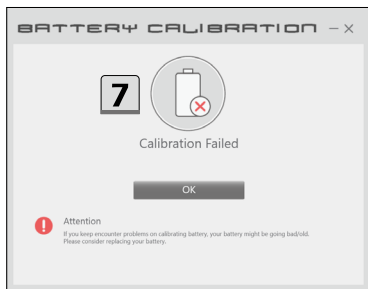 BATTERY CALIBRATION
7
Calibration Failed
OK
Attention
If you keep encounter problems on calibrating battery, your battery might be going bad/old.
Please consider replacing your battery.